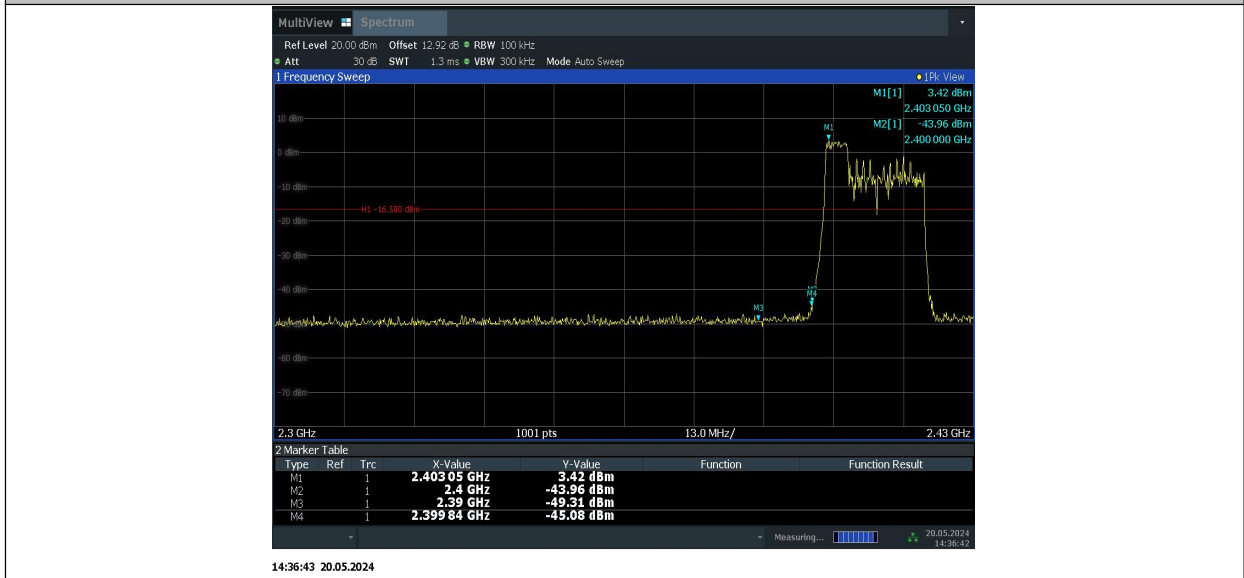 MultiView Spectrum
Ref Level 20.00 dBm Offset 12.92 dB RBW 100 kHz
Att 30 dB SWT 1.3 ms VBW 300 kHz Mode Auto Sweep
1 Frequency Sweep 1Pk View
M1[1] 3.42 dBm
2.403 050 GHz
10 dBm
M1 M2[1] -43.96 dBm
2.400 000 GHz
0 dBm
-10 dBm
H1 -16.580 dBm
-20 dBm
-30 dBm
-40 dBm
M4
M3
-60 dBm
-70 dBm
2.3 GHz 1001 pts 13.0 MHz/ 2.43 GHz
2 Marker Table
Type Ref Trc X-Value Y-Value Function Function Result
M1 1 2.403 05 GHz 3.42 dBm
M2 1 2.4 GHz -43.96 dBm
M3 1 2.39 GHz -49.31 dBm
M4 1 2.399 84 GHz -45.08 dBm
Measuring... 20.05.2024
14:36:42
14:36:43 20.05.2024